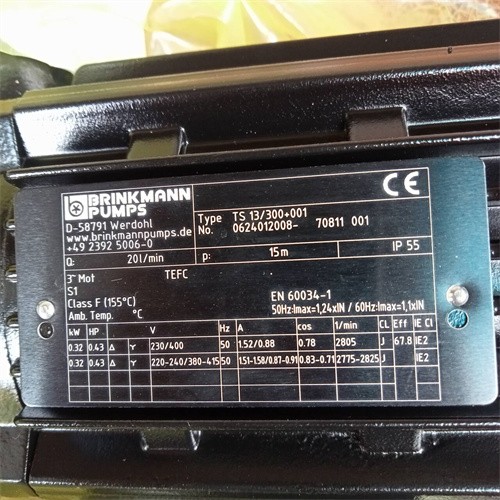 BRINKMANN
PUMPS
D-58791 Werdohl
www.brinkmannpumps.de
+49 2392 5006-0
Type TS 13/300+001
No. 0624012008- 70811 001
CE
Q: 20l/min p: 15m IP 55
3~ Mot TEFC
S1
Class F (155°C) EN 60034-1
Amb. Temp. °C 50Hz:Imax=1,24xIN / 60Hz:Imax=1,1xIN
kW HP V Hz A cos 1/min CL Eff IE Cl
0.32 0.43 Δ Y 230/400 50 1.52/0.88 0.78 2805 J 67.8 IE2
0.32 0.43 Δ Y 220-240/380-415 50 1.51-1.58/0.87-0.91 0.83-0.71 2775-2825 J IE2